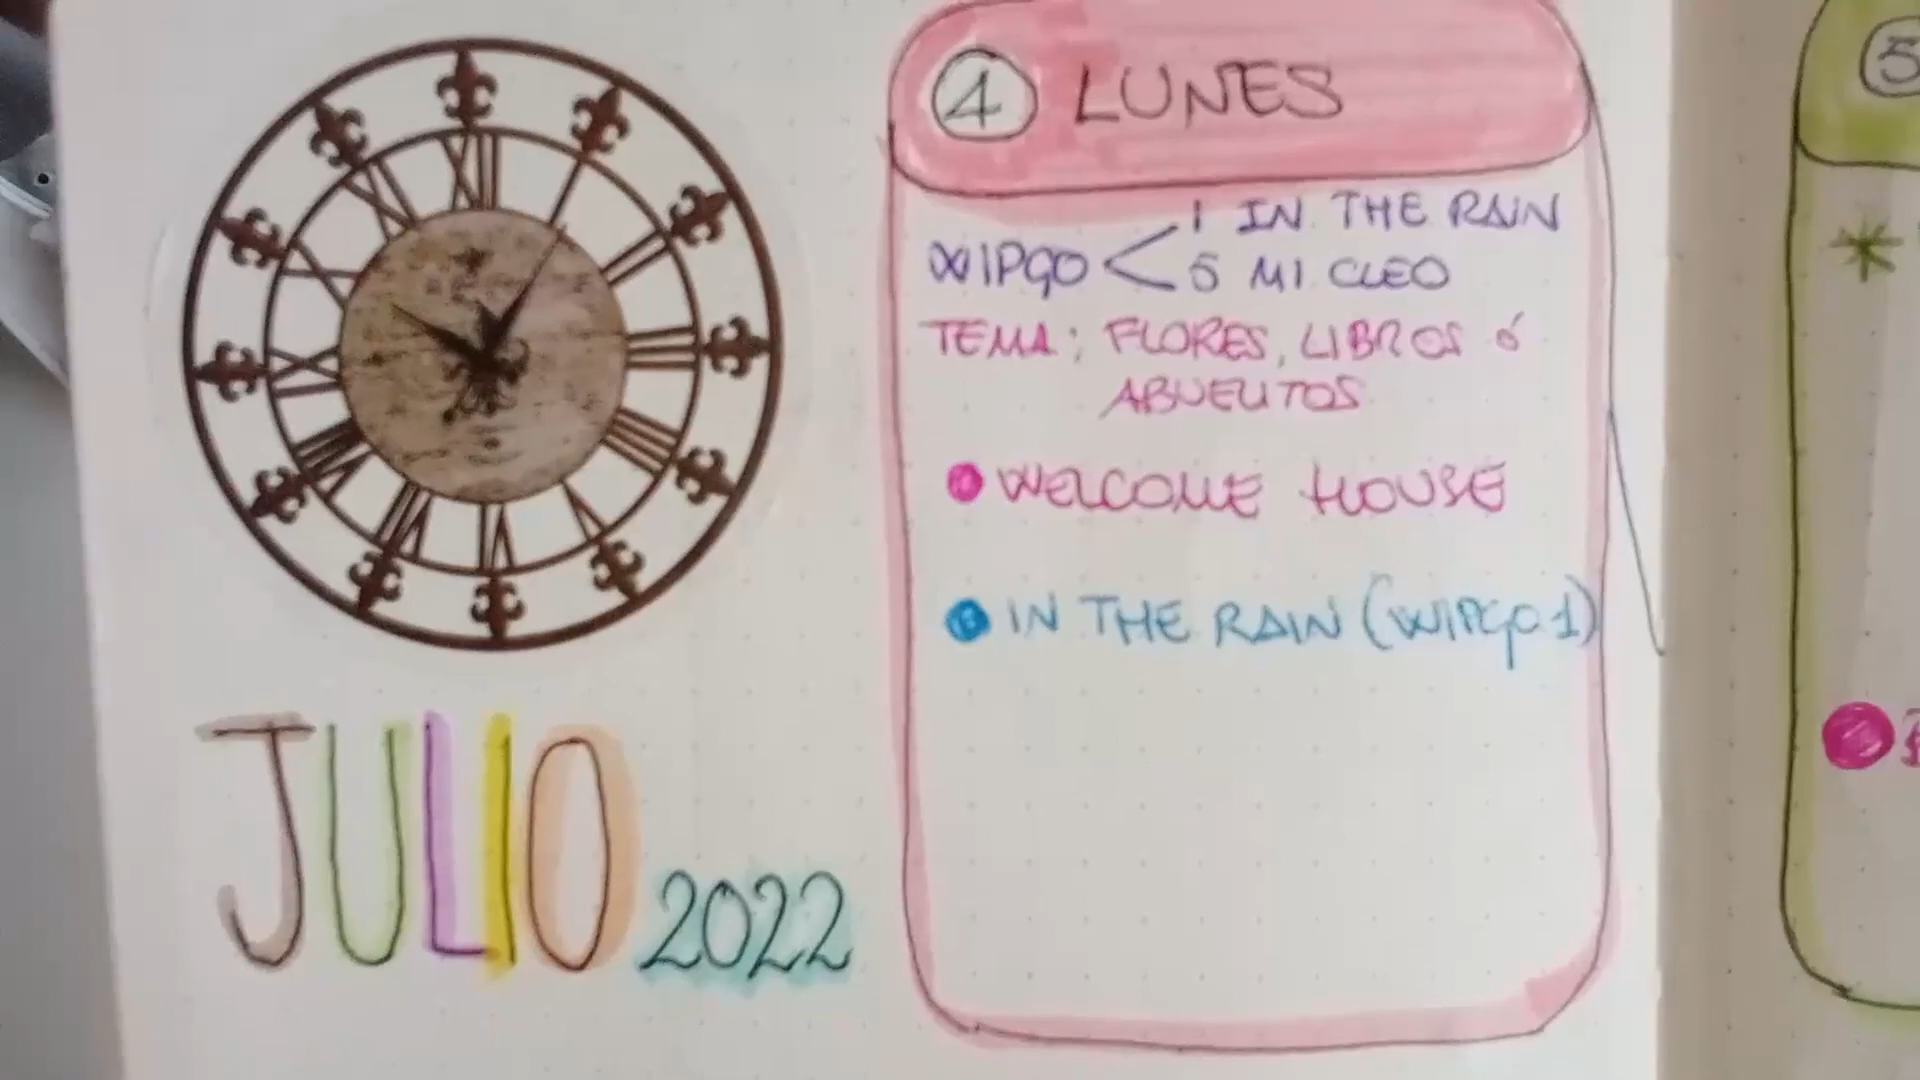 JULIO 2022
4 LUNES
WIPGO < 1 IN THE RAIN
5 MI CLEO
TEMA: FLORES, LIBROS ó
ABUELITOS
WELCOME HOUSE
IN THE RAIN (WIPGO 1)
5